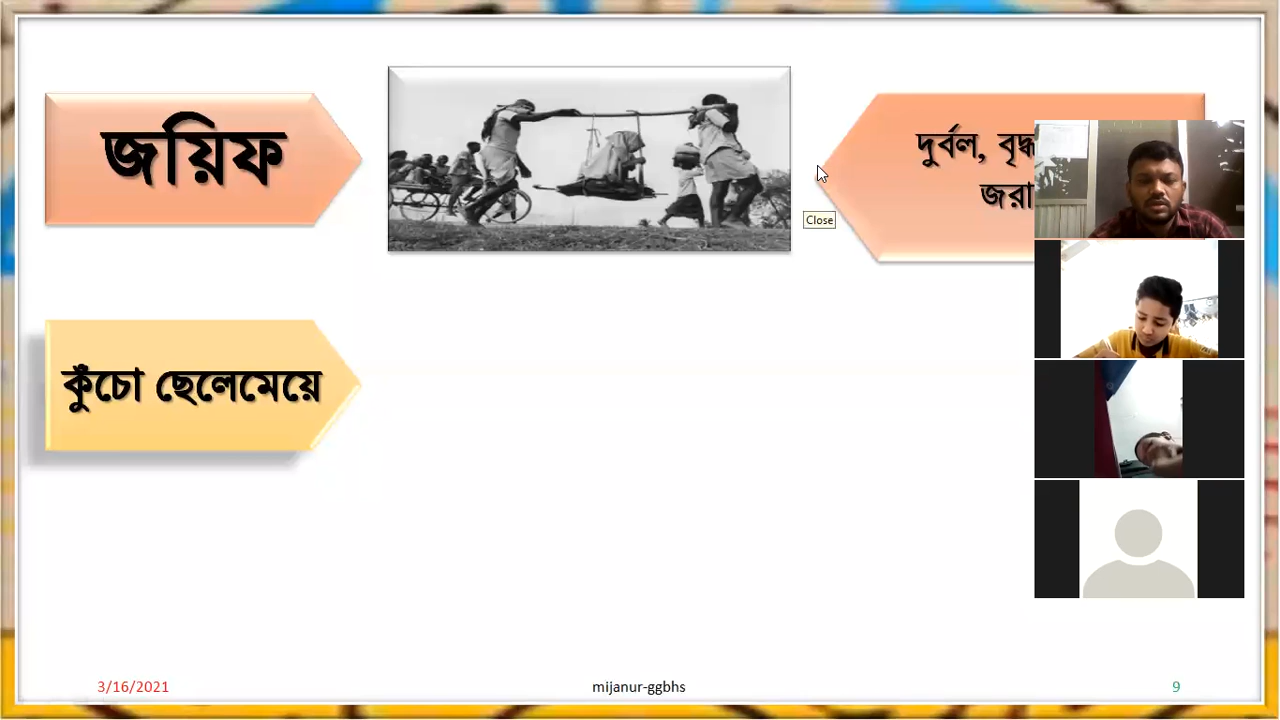 জয়িফ
দুর্বল, বৃদ্ধ
জরা
Close
কুঁচো ছেলেমেয়ে
3/16/2021
mijanur-ggbhs
9